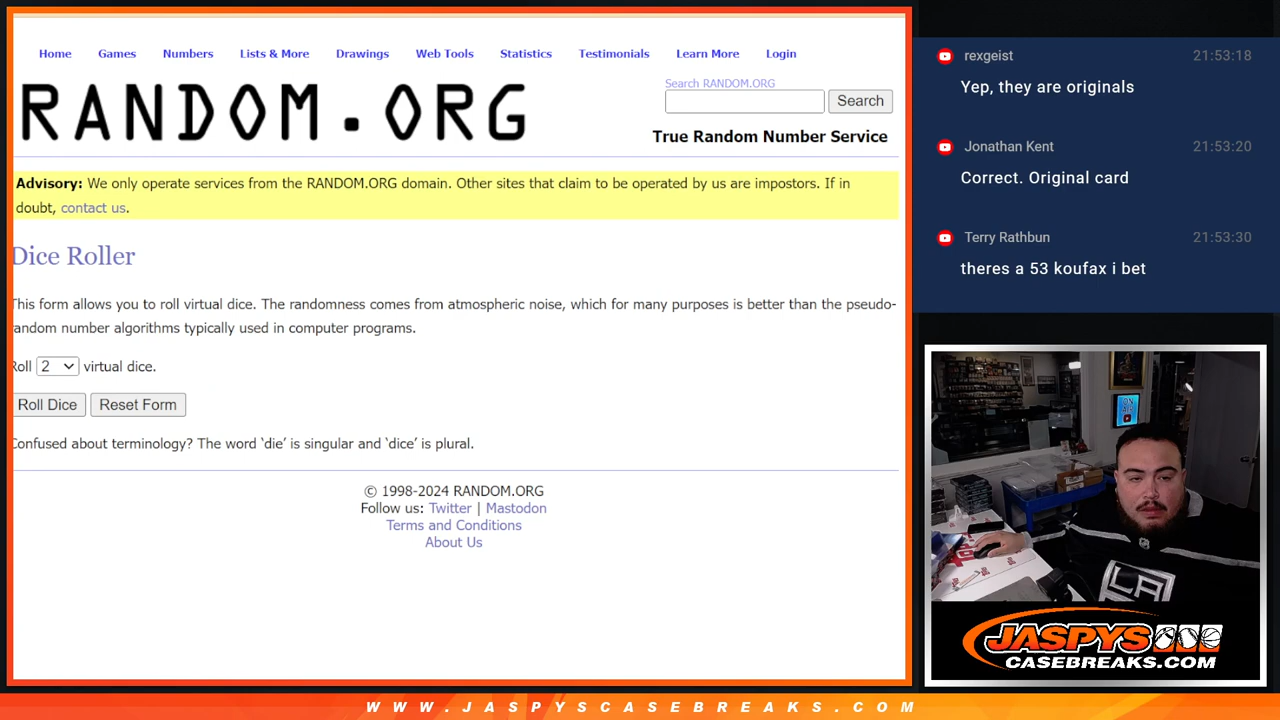 Home Games Numbers Lists & More Drawings Web Tools Statistics Testimonials Learn More Login
RANDOM.ORG
Search RANDOM.ORG
Search
True Random Number Service
Advisory: We only operate services from the RANDOM.ORG domain. Other sites that claim to be operated by us are impostors. If in
doubt, contact us.
Dice Roller
This form allows you to roll virtual dice. The randomness comes from atmospheric noise, which for many purposes is better than the pseudo-
random number algorithms typically used in computer programs.
Roll 2 virtual dice.
Roll Dice Reset Form
Confused about terminology? The word ‘die’ is singular and ‘dice’ is plural.
© 1998-2024 RANDOM.ORG
Follow us: Twitter | Mastodon
Terms and Conditions
About Us
rexgeist 21:53:18
Yep, they are originals
Jonathan Kent 21:53:20
Correct. Original card
Terry Rathbun 21:53:30
theres a 53 koufax i bet
ON AIR
LA
JASPYS
CASEBREAKS.COM
WWW.JASPYSCASEBREAKS.COM